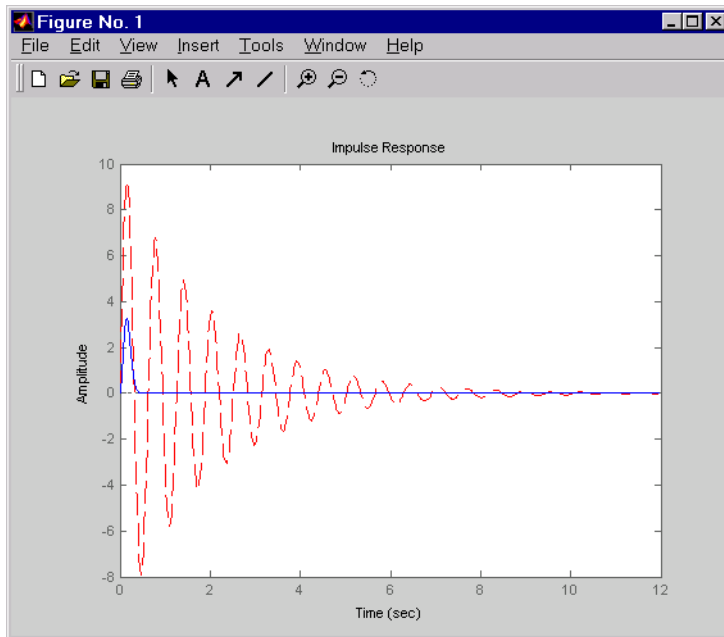 Figure No. 1
File Edit View Insert Tools Window Help
A
Impulse Response
10
8
6
4
2
0
-2
-4
-6
-8
Amplitude
0 2 4 6 8 10 12
Time (sec)